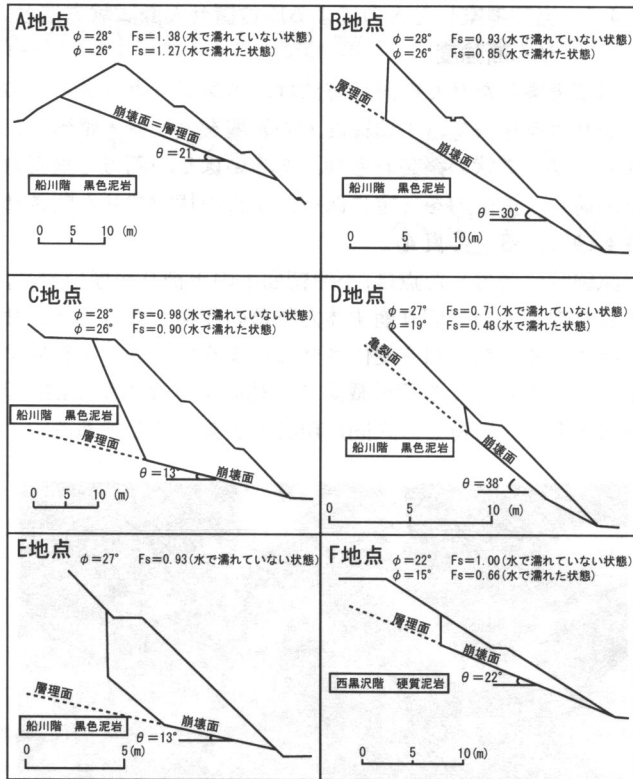 A地点
φ=28° Fs=1.38(水で濡れていない状態)
φ=26° Fs=1.27(水で濡れた状態)
崩壊面=層理面
θ=21°
船川階 黒色泥岩
0 5 10 (m)
B地点
φ=28° Fs=0.93(水で濡れていない状態)
φ=26° Fs=0.85(水で濡れた状態)
層理面
崩壊面
船川階 黒色泥岩
θ=30°
0 5 10 (m)
C地点
φ=28° Fs=0.98(水で濡れていない状態)
φ=26° Fs=0.90(水で濡れた状態)
船川階 黒色泥岩
層理面
崩壊面
θ=13°
0 5 10 (m)
D地点
φ=27° Fs=0.71(水で濡れていない状態)
φ=19° Fs=0.48(水で濡れた状態)
亀裂面
船川階 黒色泥岩
崩壊面
θ=38°
0 10 (m)
E地点
φ=27° Fs=0.93(水で濡れていない状態)
層理面
船川階 黒色泥岩
崩壊面
θ=13°
0 5 (m)
F地点
φ=22° Fs=1.00(水で濡れていない状態)
φ=15° Fs=0.66(水で濡れた状態)
層理面
崩壊面
西黒沢階 硬質泥岩
θ=22°
0 5 10 (m)